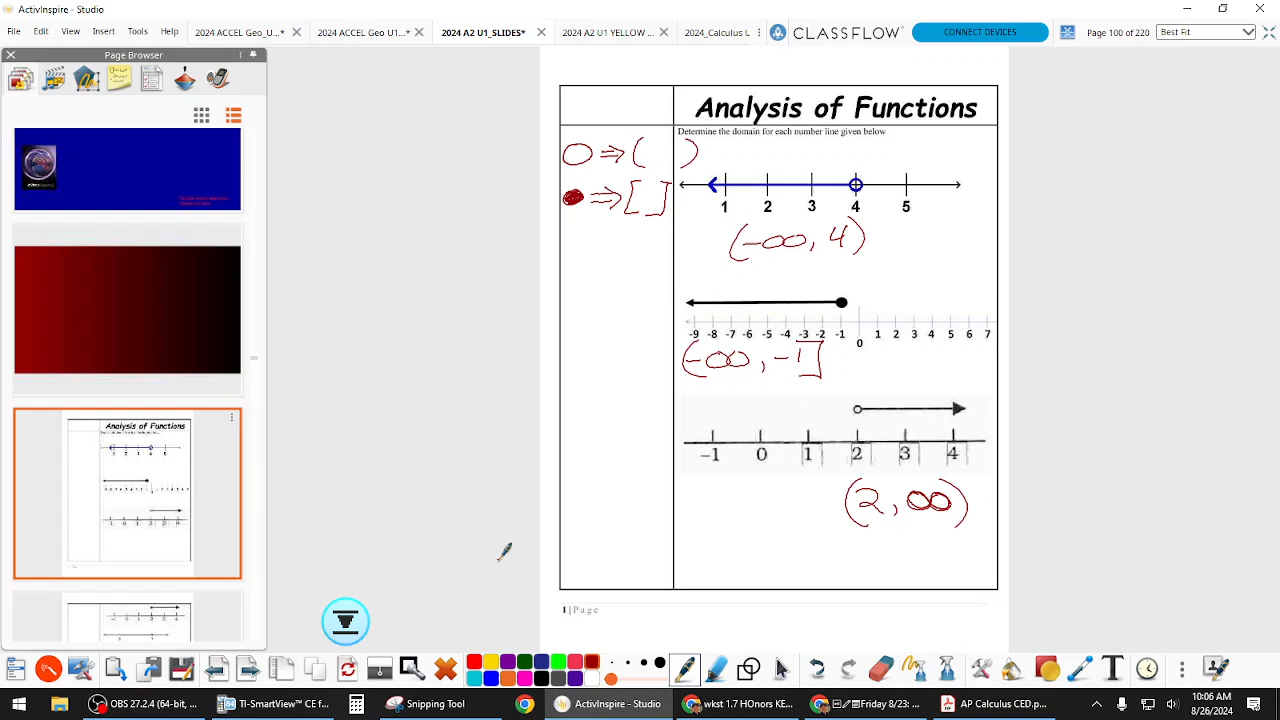 ActivInspire - Studio
File Edit View Insert Tools Help
2024 ACCEL Geo_...* 2024 ACCEL Geo U1...* 2024 A2 U1_SLIDES* 2024 A2 U1 YELLOW ... 2024_Calculus U
CLASSFLOW CONNECT DEVICES Page 100 of 220 Best Fit
Page Browser
Analysis of Functions
Determine the domain for each number line given below
○ ⇒ ( )
● ⇒ [ ]
1 2 3 4 5
(-∞, 4)
-9 -8 -7 -6 -5 -4 -3 -2 -1 0 1 2 3 4 5 6 7
(-∞, -1]
-1 0 1 2 3 4
(2, ∞)
1 | Page
Analysis of Functions
OBS 27.2.4 (64-bit, ... TI-SmartView™ CE f... Snipping Tool ActivInspire - Studio wkst 1.7 HONORS KE... Friday 8/23; ... AP Calculus CED.p...
10:06 AM
8/26/2024